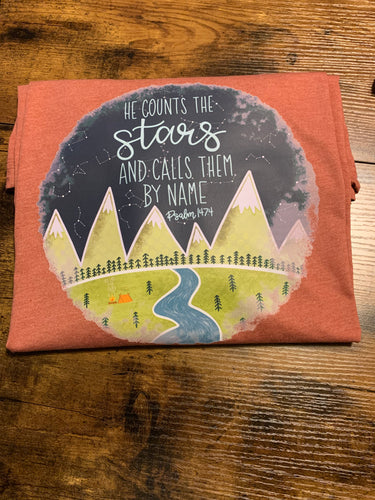 HE COUNTS THE
stars
AND CALLS THEM
BY NAME
Psalm 147:4